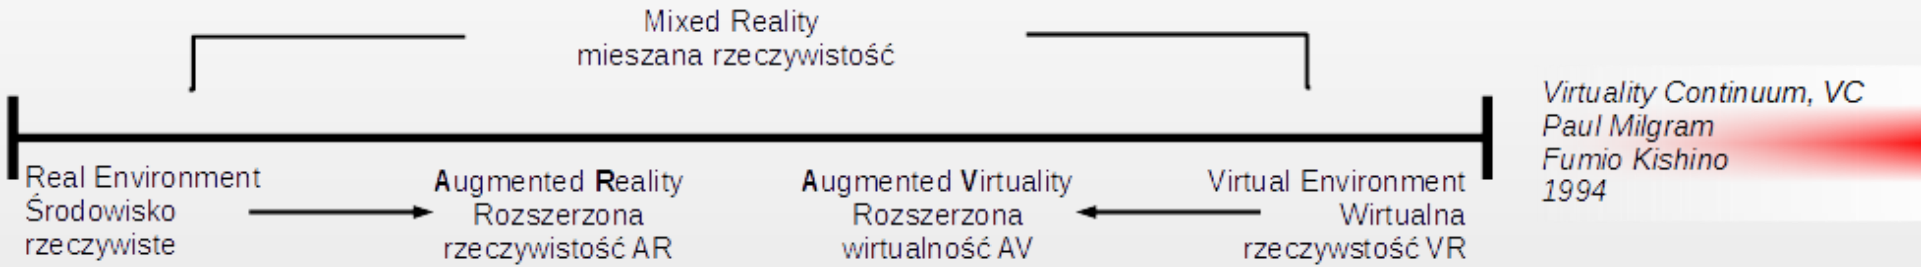 Mixed Reality
mieszana rzeczywistość
Real Environment
Środowisko
rzeczywiste
Augmented Reality
Rozszerzona
rzeczywistość AR
Augmented Virtuality
Rozszerzona
wirtualność AV
Virtual Environment
Wirtualna
rzeczywstość VR
Virtuality Continuum, VC
Paul Milgram
Fumio Kishino
1994